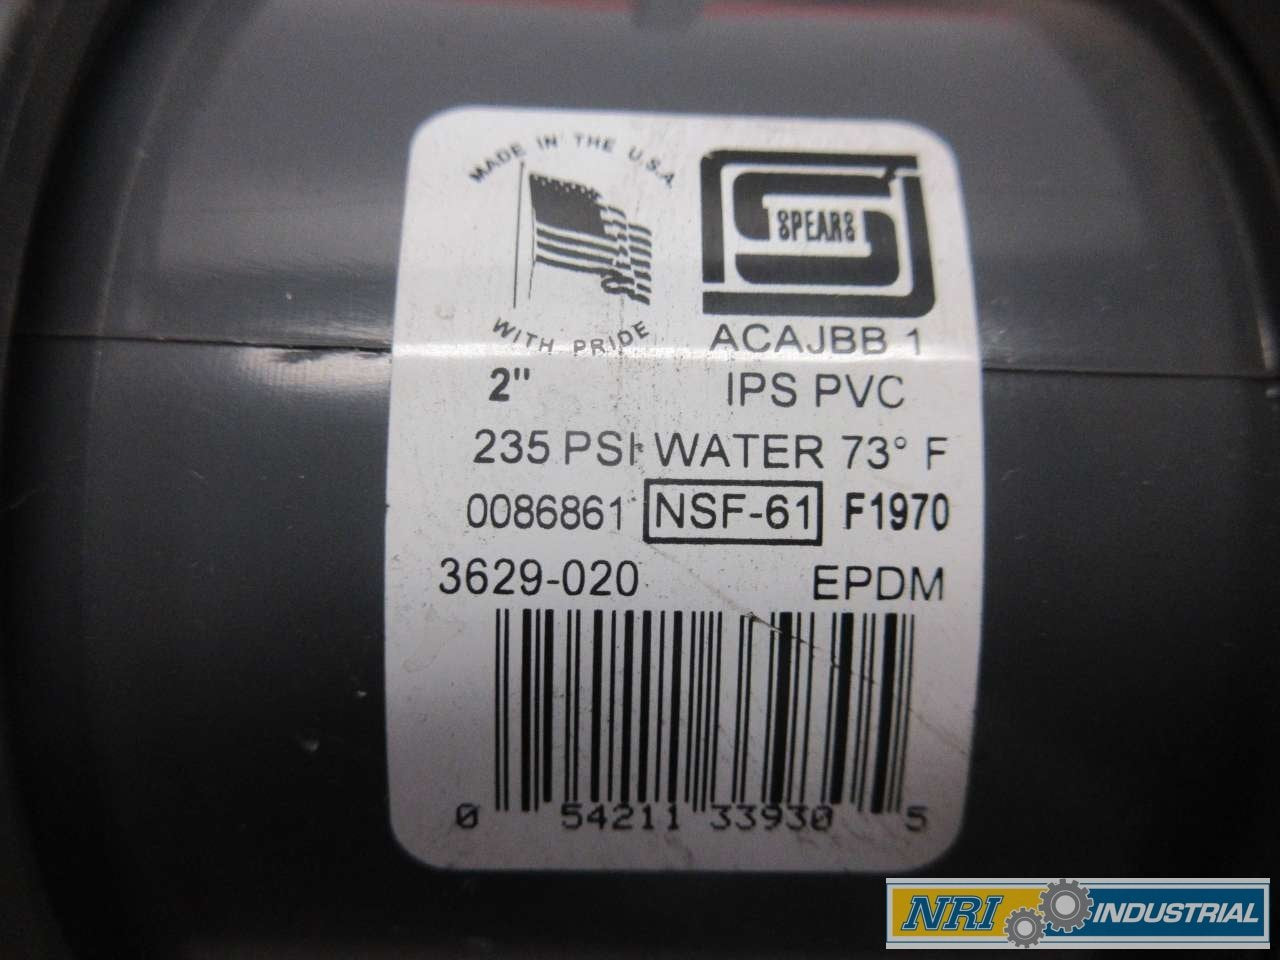 MADE IN THE U.S.A.
WITH PRIDE
SPEARS
ACAJBB 1
2" IPS PVC
235 PSI WATER 73° F
0086861 NSF-61 F1970
3629-020 EPDM
0 54211 33930 5
NRI INDUSTRIAL